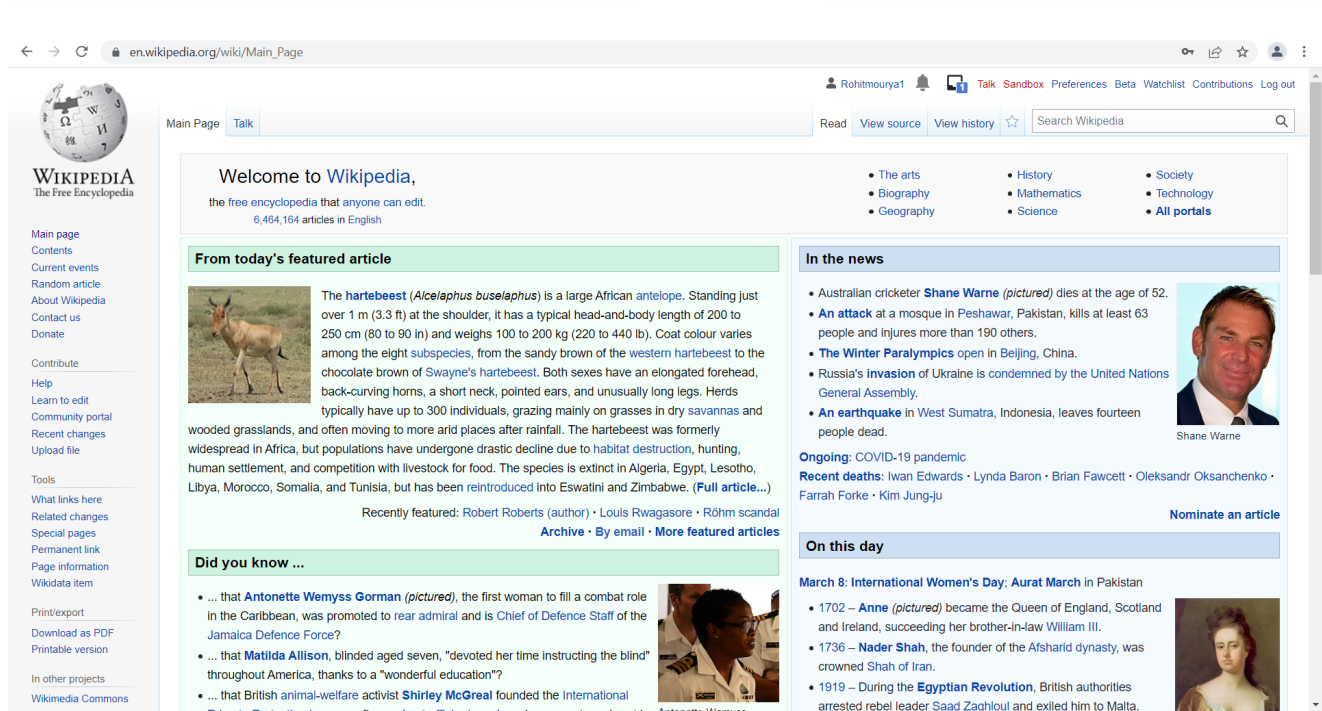 en.wikipedia.org/wiki/Main_Page
Rohitmourya1 1 Talk Sandbox Preferences Beta Watchlist Contributions Log out
Main Page Talk
Read View source View history Search Wikipedia
WIKIPEDIA
The Free Encyclopedia
Main page
Contents
Current events
Random article
About Wikipedia
Contact us
Donate
Contribute
Help
Learn to edit
Community portal
Recent changes
Upload file
Tools
What links here
Related changes
Special pages
Permanent link
Page information
Wikidata item
Print/export
Download as PDF
Printable version
In other projects
Wikimedia Commons
Welcome to Wikipedia,
the free encyclopedia that anyone can edit.
6,464,164 articles in English
• The arts
• Biography
• Geography
• History
• Mathematics
• Science
• Society
• Technology
• All portals
From today's featured article
The hartebeest (Alcelaphus buselaphus) is a large African antelope. Standing just
over 1 m (3.3 ft) at the shoulder, it has a typical head-and-body length of 200 to
250 cm (80 to 90 in) and weighs 100 to 200 kg (220 to 440 lb). Coat colour varies
among the eight subspecies, from the sandy brown of the western hartebeest to the
chocolate brown of Swayne's hartebeest. Both sexes have an elongated forehead,
back-curving horns, a short neck, pointed ears, and unusually long legs. Herds
typically have up to 300 individuals, grazing mainly on grasses in dry savannas and
wooded grasslands, and often moving to more arid places after rainfall. The hartebeest was formerly
widespread in Africa, but populations have undergone drastic decline due to habitat destruction, hunting,
human settlement, and competition with livestock for food. The species is extinct in Algeria, Egypt, Lesotho,
Libya, Morocco, Somalia, and Tunisia, but has been reintroduced into Eswatini and Zimbabwe. (Full article...)
Recently featured: Robert Roberts (author) · Louis Rwagasore · Röhm scandal
Archive · By email · More featured articles
Did you know ...
• ... that Antonette Wemyss Gorman (pictured), the first woman to fill a combat role
in the Caribbean, was promoted to rear admiral and is Chief of Defence Staff of the
Jamaica Defence Force?
• ... that Matilda Allison, blinded aged seven, "devoted her time instructing the blind"
throughout America, thanks to a "wonderful education"?
• ... that British animal-welfare activist Shirley McGreal founded the International
In the news
• Australian cricketer Shane Warne (pictured) dies at the age of 52.
• An attack at a mosque in Peshawar, Pakistan, kills at least 63
people and injures more than 190 others.
• The Winter Paralympics open in Beijing, China.
• Russia's invasion of Ukraine is condemned by the United Nations
General Assembly.
• An earthquake in West Sumatra, Indonesia, leaves fourteen
people dead.
Shane Warne
Ongoing: COVID-19 pandemic
Recent deaths: Iwan Edwards · Lynda Baron · Brian Fawcett · Oleksandr Oksanchenko ·
Farrah Forke · Kim Jung-ju
Nominate an article
On this day
March 8: International Women's Day; Aurat March in Pakistan
• 1702 – Anne (pictured) became the Queen of England, Scotland
and Ireland, succeeding her brother-in-law William III.
• 1736 – Nader Shah, the founder of the Afsharid dynasty, was
crowned Shah of Iran.
• 1919 – During the Egyptian Revolution, British authorities
arrested rebel leader Saad Zaghloul and exiled him to Malta.